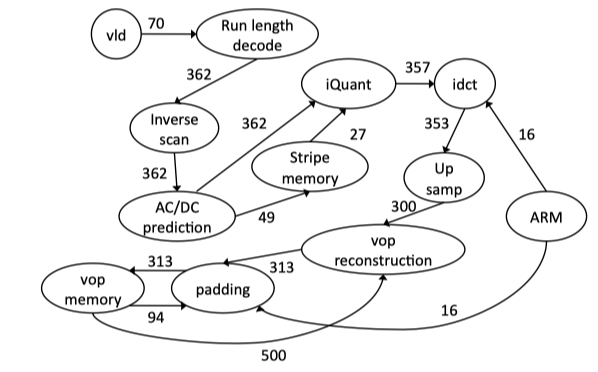 vld
70
Run length
decode
362
Inverse
scan
362
362
AC/DC
prediction
49
Stripe
memory
27
iQuant
357
idct
353
16
Up
samp
300
ARM
vop
reconstruction
313
313
padding
vop
memory
94
16
500